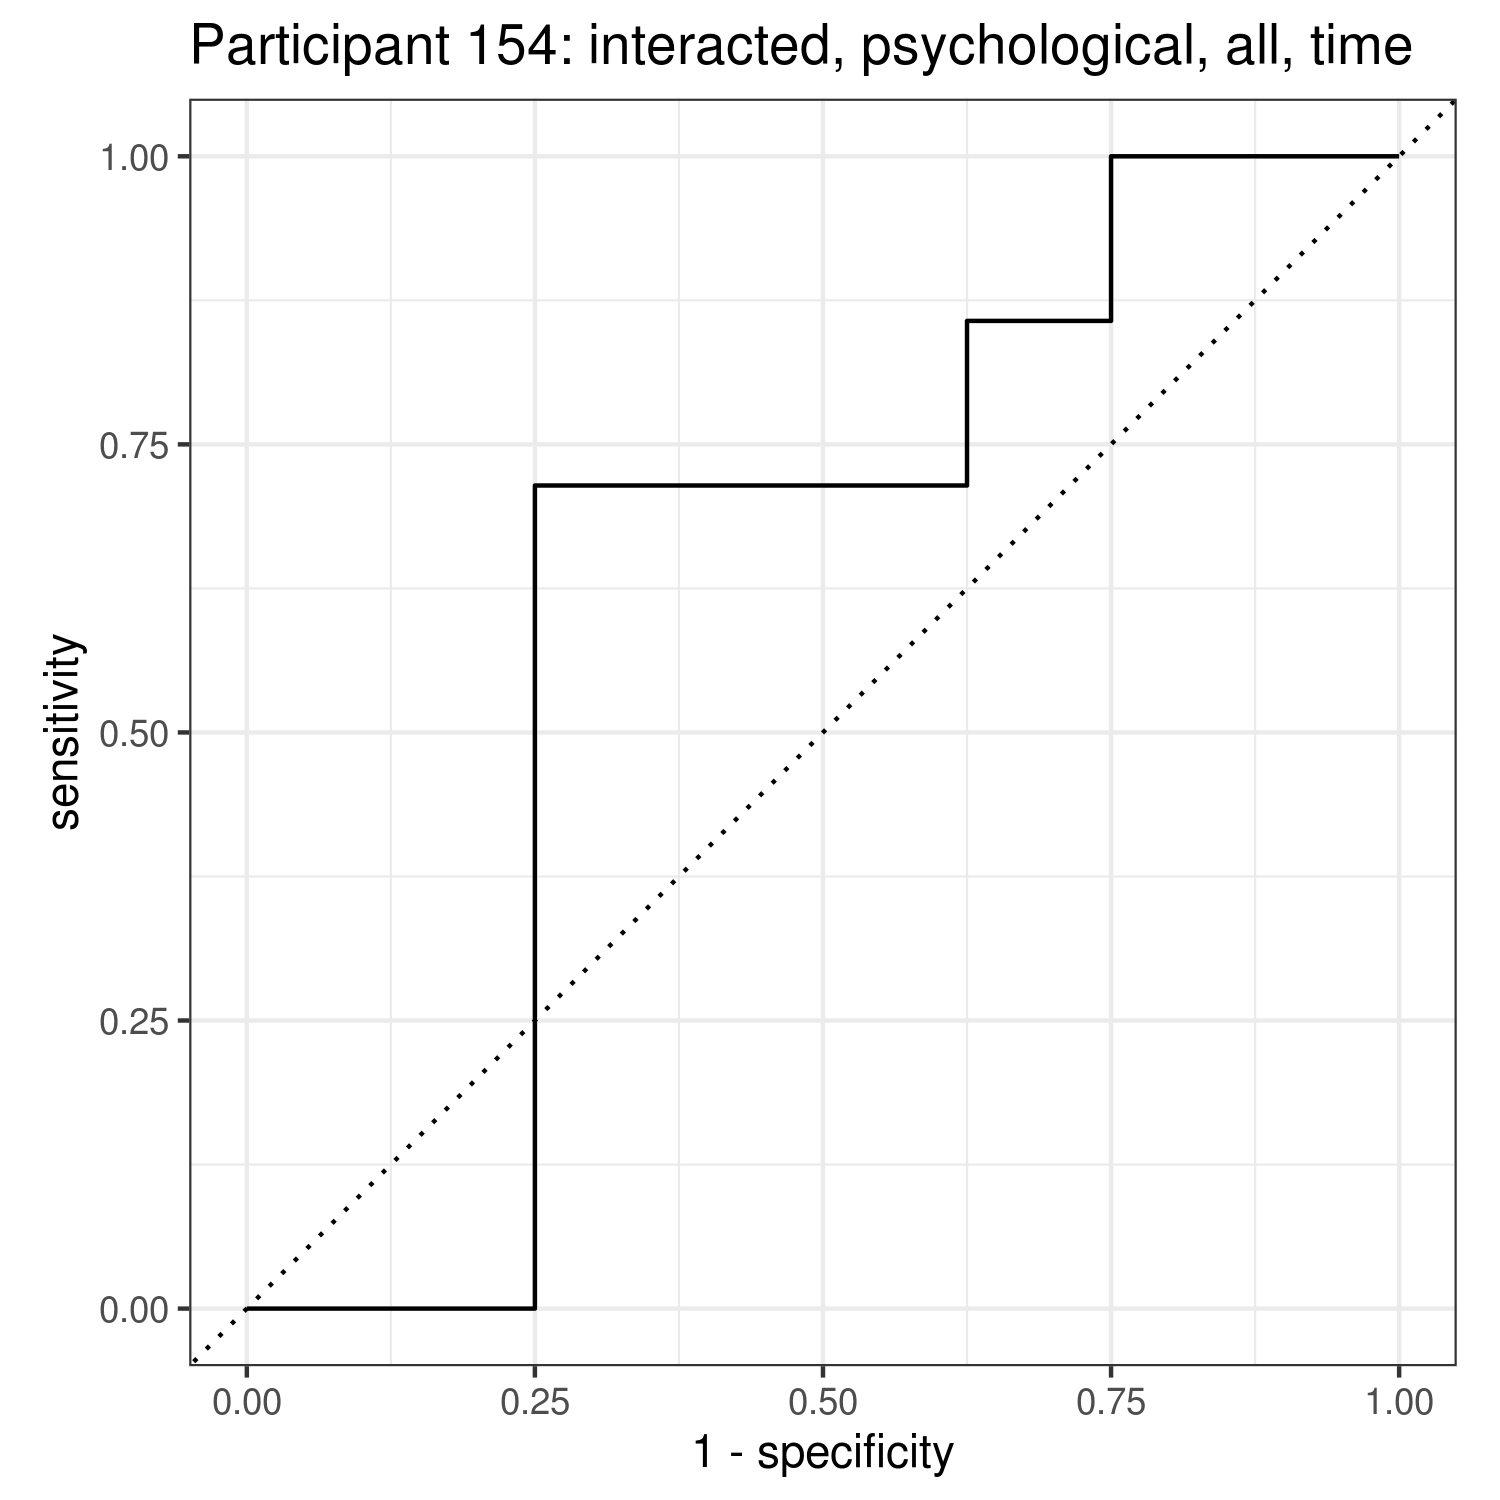 Participant 154: interacted, psychological, all, time
1.00
0.75
0.50
0.25
0.00
sensitivity
0.00 0.25 0.50 0.75 1.00
1 - specificity